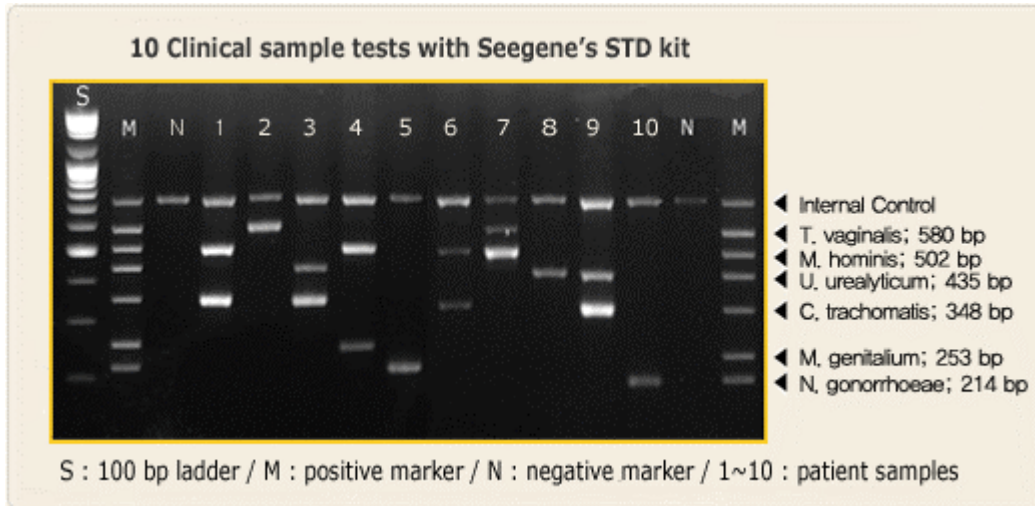 10 Clinical sample tests with Seegene's STD kit
S
M N 1 2 3 4 5 6 7 8 9 10 N M
Internal Control
T. vaginalis; 580 bp
M. hominis; 502 bp
U. urealyticum; 435 bp
C. trachomatis; 348 bp
M. genitalium; 253 bp
N. gonorrhoeae; 214 bp
S : 100 bp ladder / M : positive marker / N : negative marker / 1~10 : patient samples